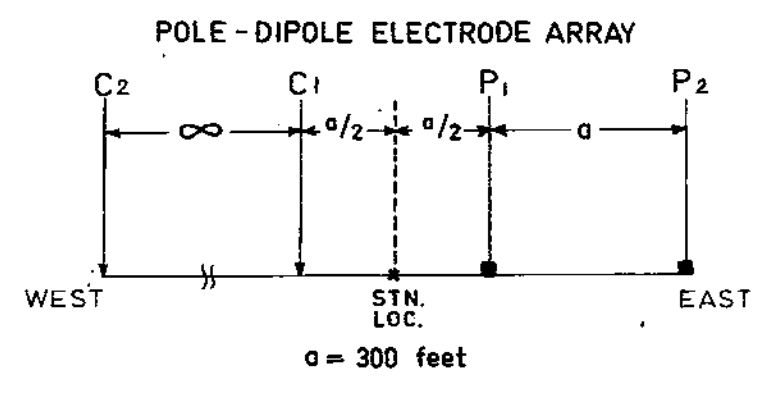 POLE-DIPOLE ELECTRODE ARRAY
C2 C1 P1 P2
∞ a/2 a/2 a
WEST STN. LOC. EAST
a = 300 feet